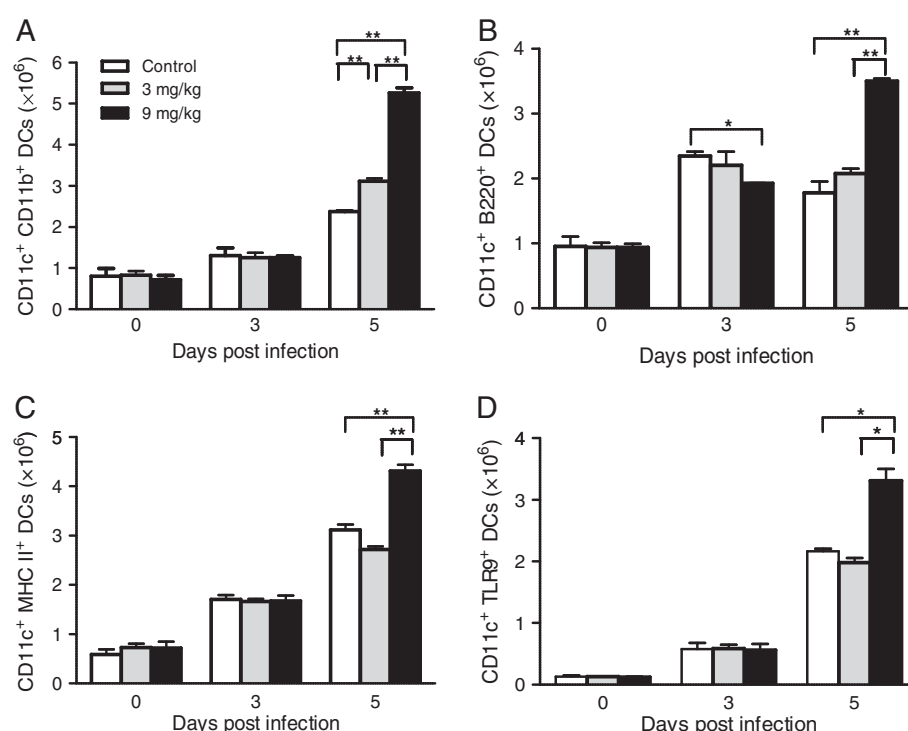 A
CD11c⁺ CD11b⁺ DCs (×10⁶)
6
5
4
3
2
1
0
Control
3 mg/kg
9 mg/kg
**
**
**
0 3 5
Days post infection
B
CD11c⁺ B220⁺ DCs (×10⁶)
4
3
2
1
0
*
**
**
0 3 5
Days post infection
C
CD11c⁺ MHC II⁺ DCs (×10⁶)
5
4
3
2
1
0
**
**
0 3 5
Days post infection
D
CD11c⁺ TLR9⁺ DCs (×10⁶)
4
3
2
1
0
*
*
0 3 5
Days post infection